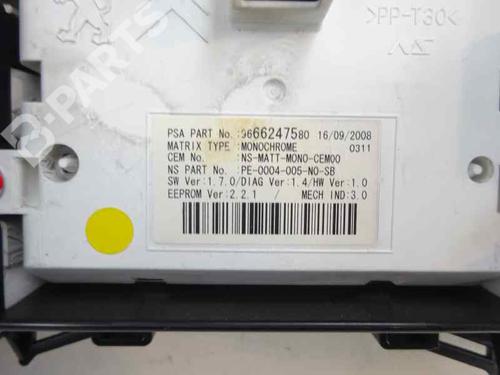 B-PARTS
>PP-T30<
PSA PART No.:9666247580 16/09/2008
MATRIX TYPE :MONOCHROME 0311
CEM No. :NS-MATT-MONO-CEM00
NS PART No. :PE-0004-005-NO-SB
SW Ver:1.7.0/DIAG Ver:1.4/HW Ver:1.0
EEPROM Ver:2.2.1 / MECH IND:3.0